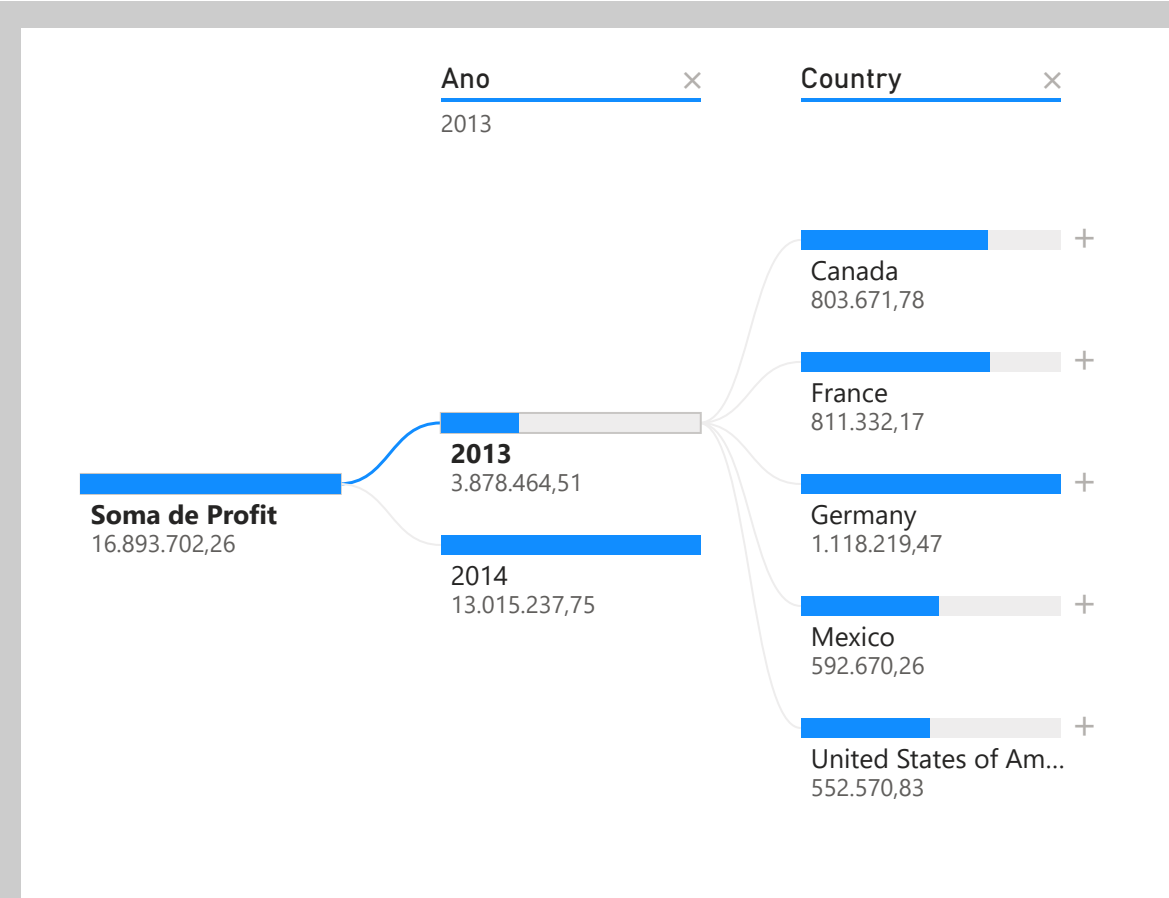 Ano
2013
Country
Soma de Profit
16.893.702,26
2013
3.878.464,51
2014
13.015.237,75
Canada
803.671,78
France
811.332,17
Germany
1.118.219,47
Mexico
592.670,26
United States of Am...
552.570,83